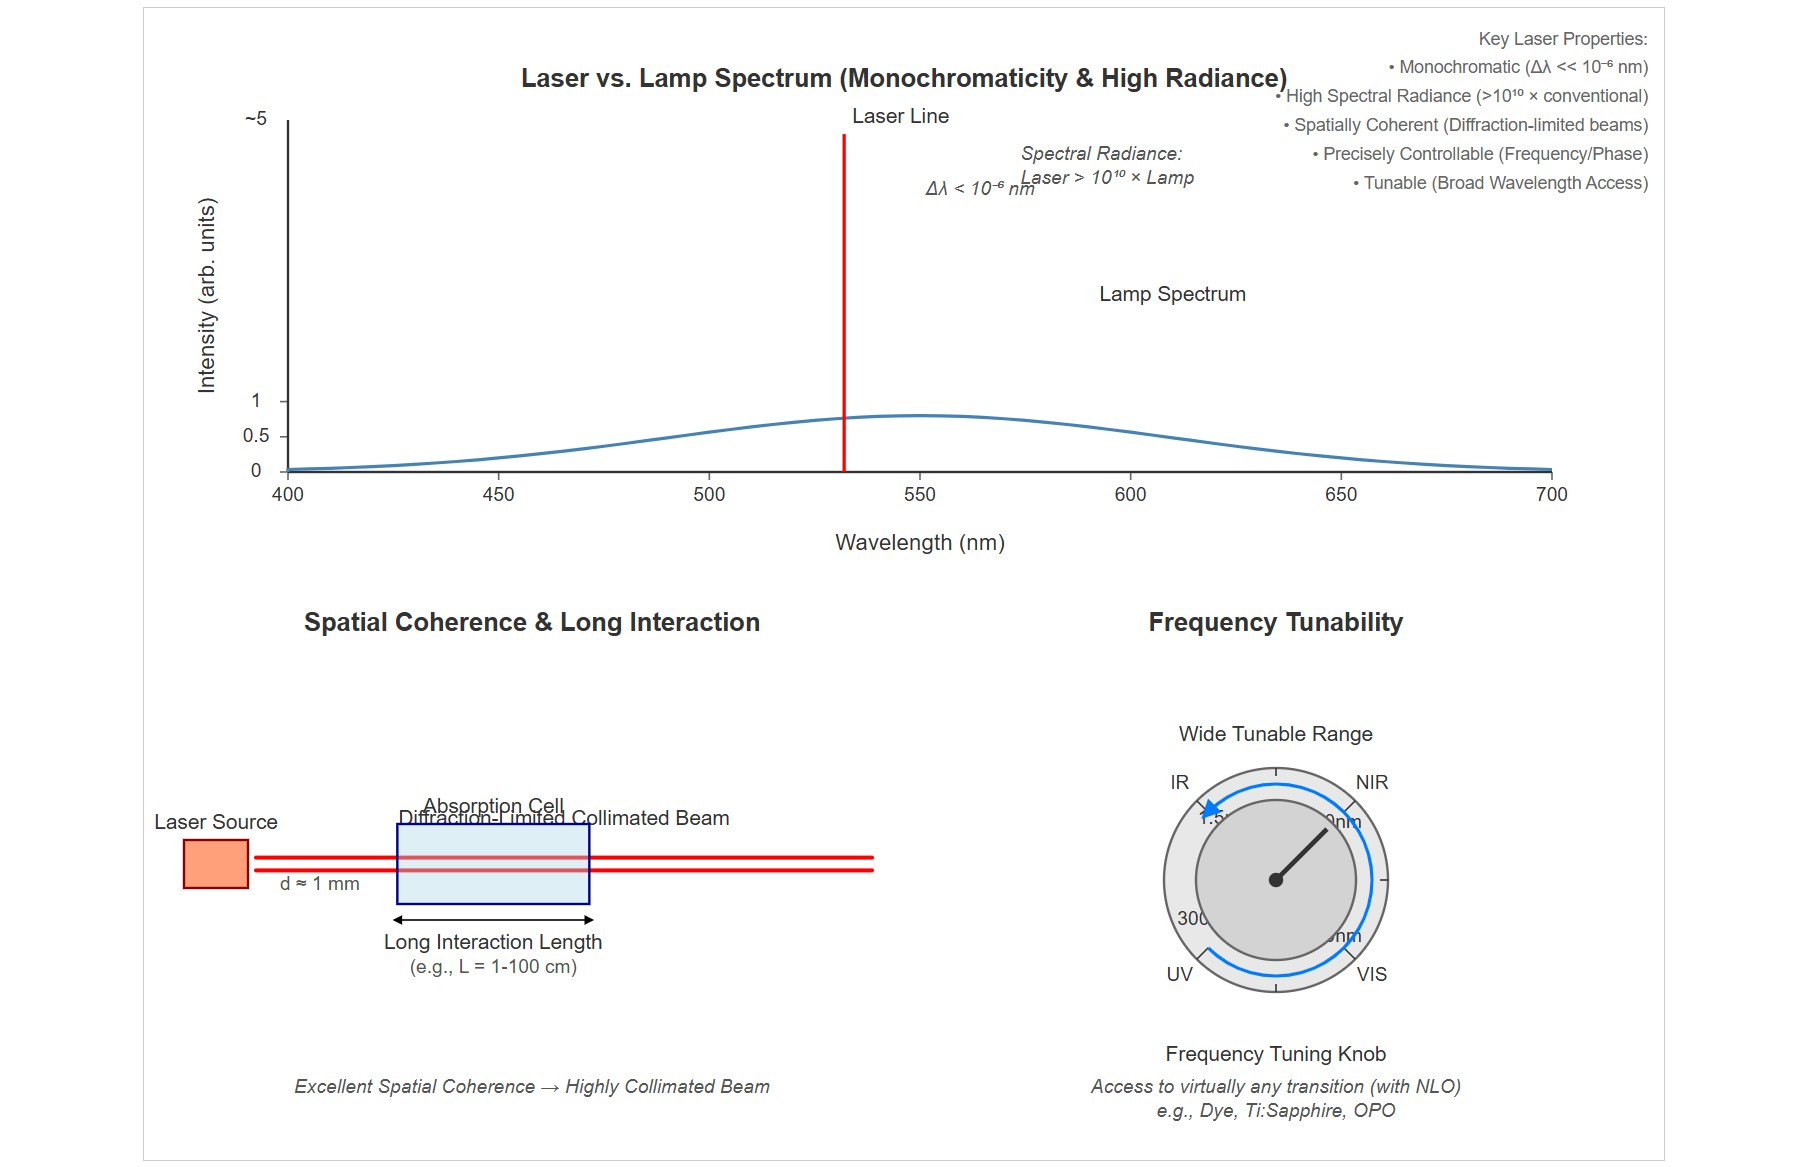 Key Laser Properties:
• Monochromatic (Δλ << 10⁻⁶ nm)
• High Spectral Radiance (>10¹⁰ × conventional)
• Spatially Coherent (Diffraction-limited beams)
• Precisely Controllable (Frequency/Phase)
• Tunable (Broad Wavelength Access)
Laser vs. Lamp Spectrum (Monochromaticity & High Radiance)
Laser Line
Spectral Radiance:
Laser > 10¹⁰ × Lamp
Δλ < 10⁻⁶ nm
Lamp Spectrum
Intensity (arb. units)
~5
1
0.5
0
400 450 500 550 600 650 700
Wavelength (nm)
Spatial Coherence & Long Interaction
Laser Source
Absorption Cell
Diffraction-Limited Collimated Beam
d ≈ 1 mm
Long Interaction Length
(e.g., L = 1-100 cm)
Excellent Spatial Coherence → Highly Collimated Beam
Frequency Tunability
Wide Tunable Range
IR
NIR
UV
VIS
Frequency Tuning Knob
Access to virtually any transition (with NLO)
e.g., Dye, Ti:Sapphire, OPO